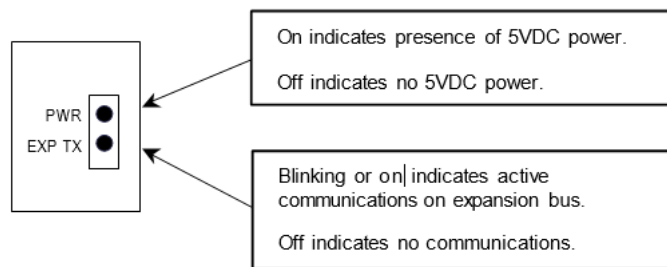 On indicates presence of 5VDC power.
Off indicates no 5VDC power.
PWR
EXP TX
Blinking or on indicates active
communications on expansion bus.
Off indicates no communications.